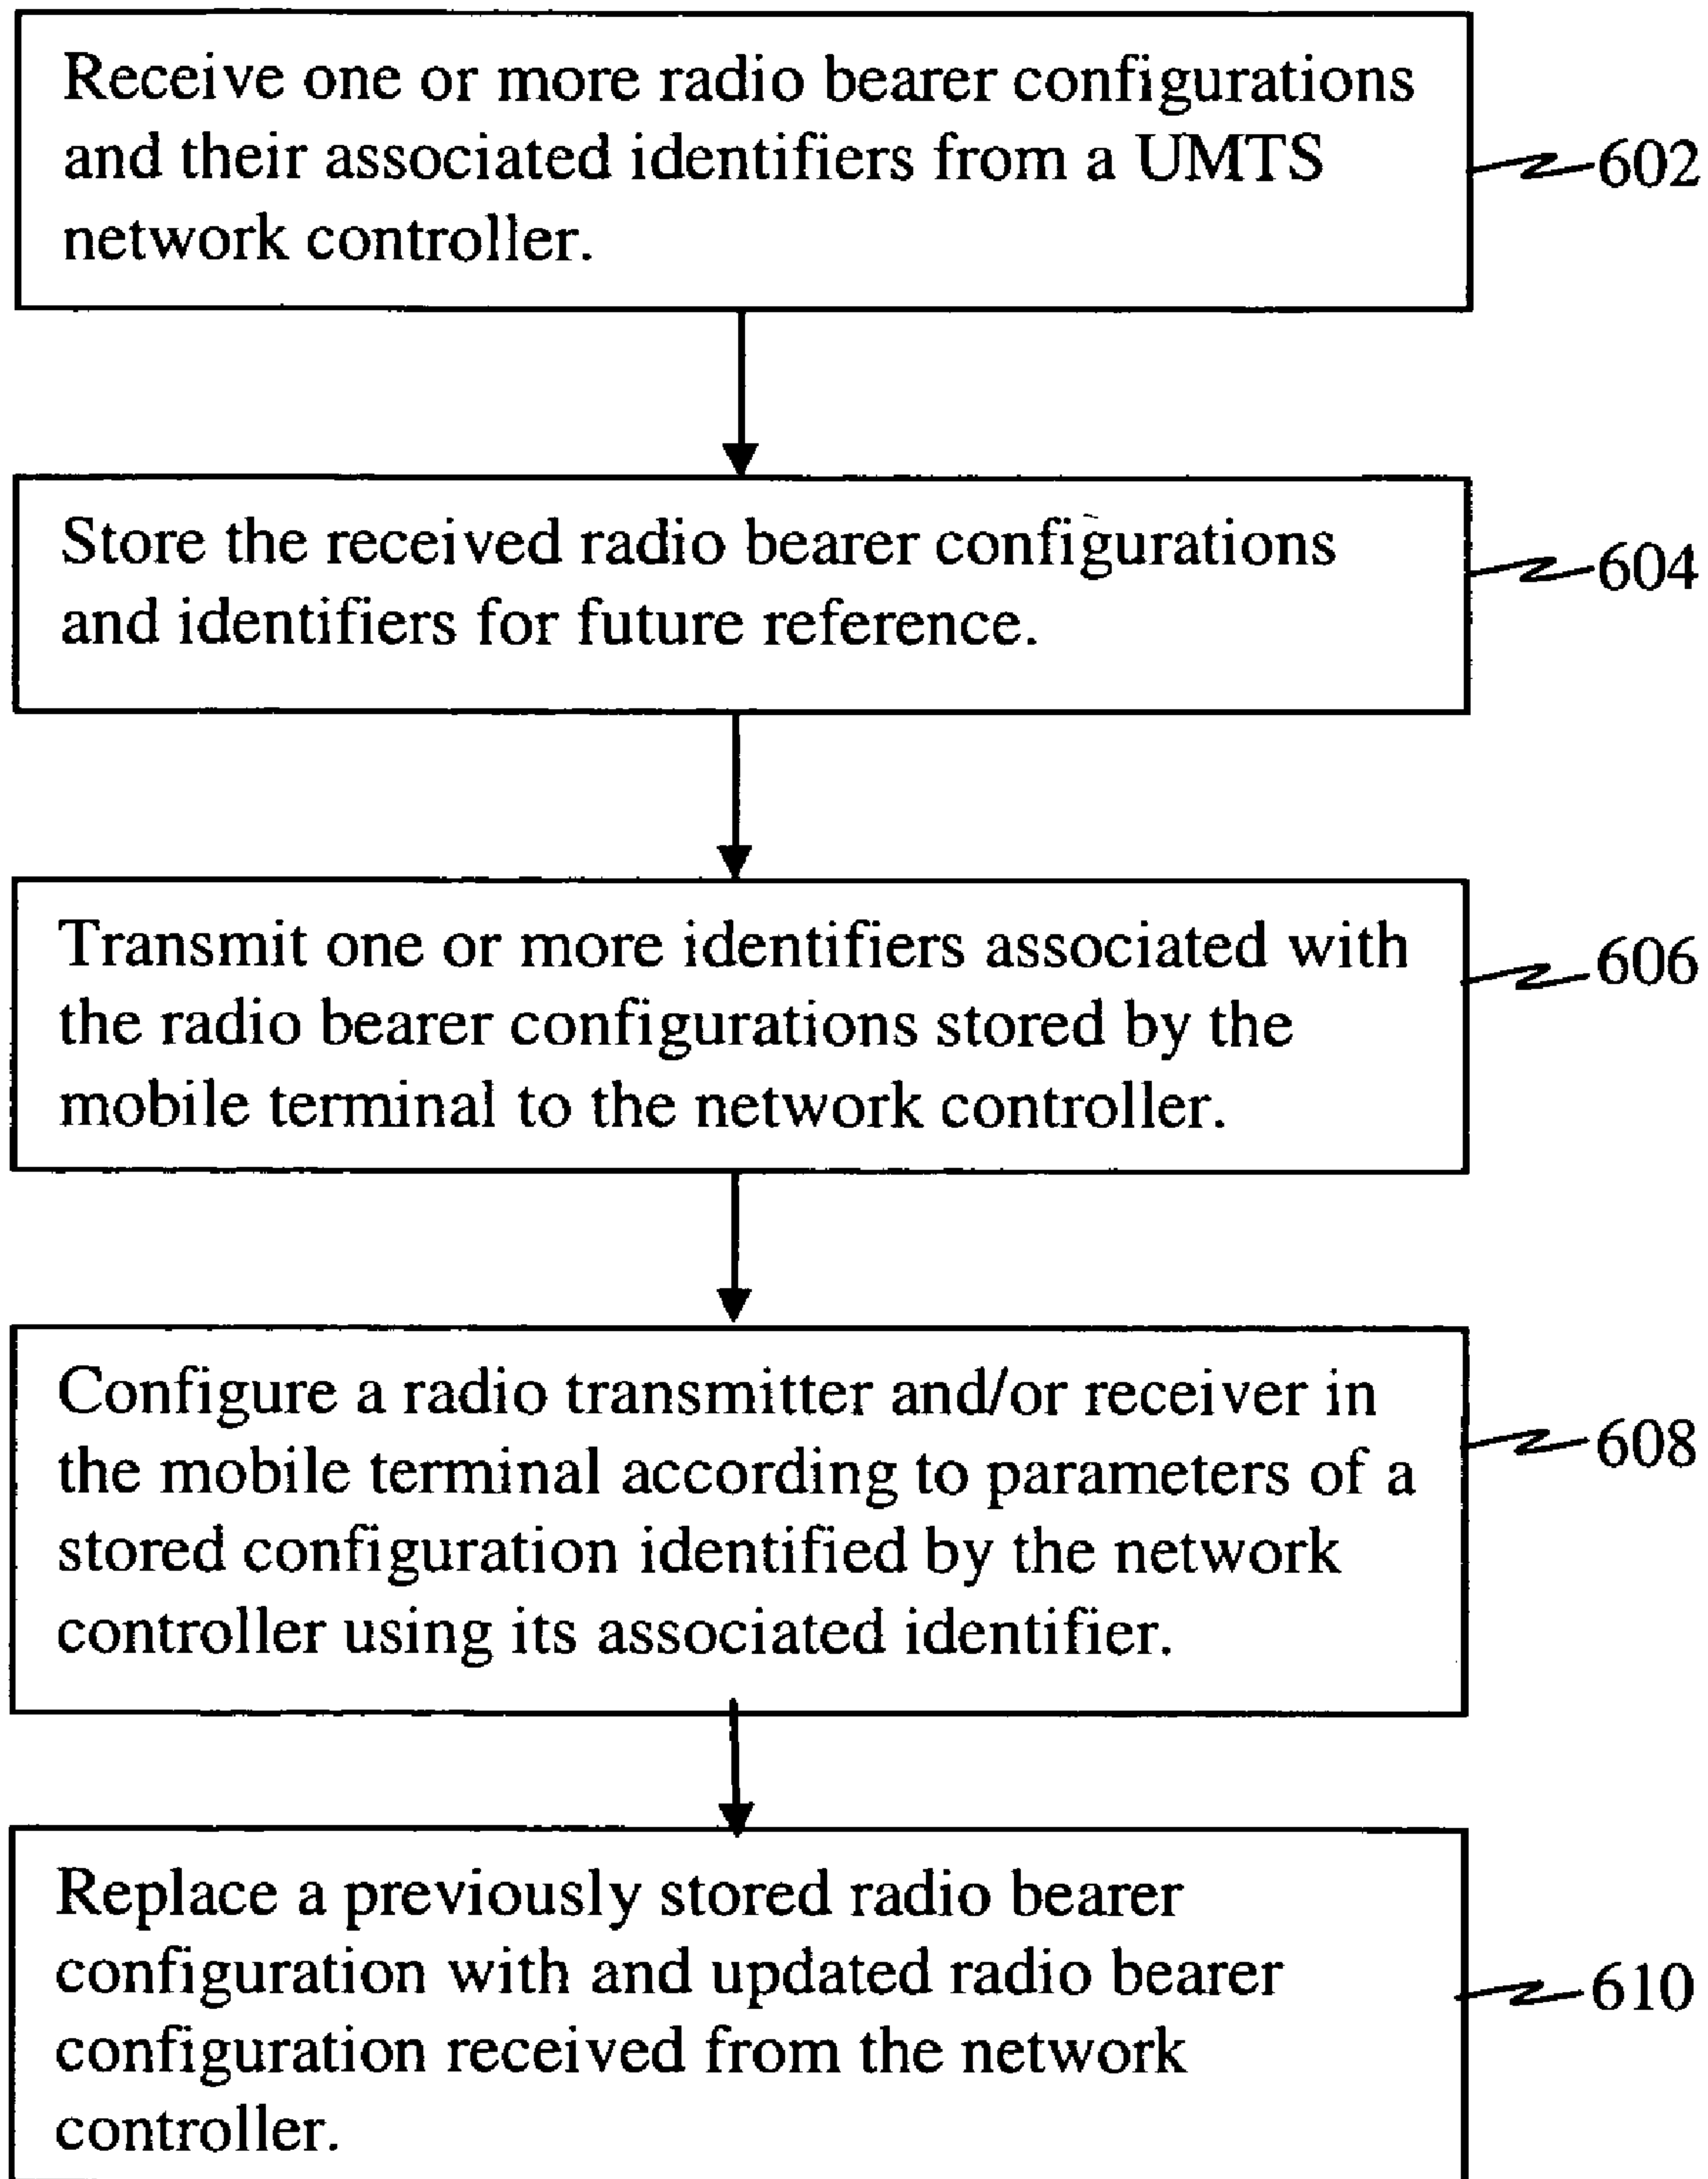 Receive one or more radio bearer configurations
and their associated identifiers from a UMTS
network controller.
602
Store the received radio bearer configurations
and identifiers for future reference.
604
Transmit one or more identifiers associated with
the radio bearer configurations stored by the
mobile terminal to the network controller.
606
Configure a radio transmitter and/or receiver in
the mobile terminal according to parameters of a
stored configuration identified by the network
controller using its associated identifier.
608
Replace a previously stored radio bearer
configuration with and updated radio bearer
configuration received from the network
controller.
610